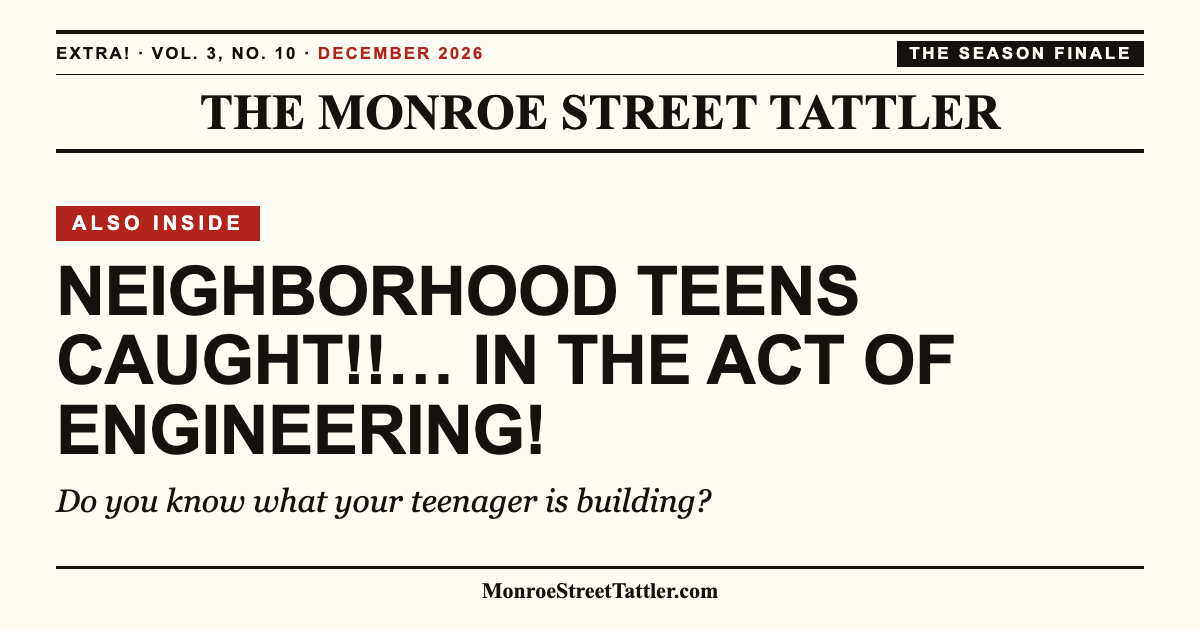 EXTRA! · VOL. 3, NO. 10 · DECEMBER 2026
THE SEASON FINALE
THE MONROE STREET TATTLER
ALSO INSIDE
NEIGHBORHOOD TEENS
CAUGHT!!… IN THE ACT OF
ENGINEERING!
Do you know what your teenager is building?
MonroeStreetTattler.com